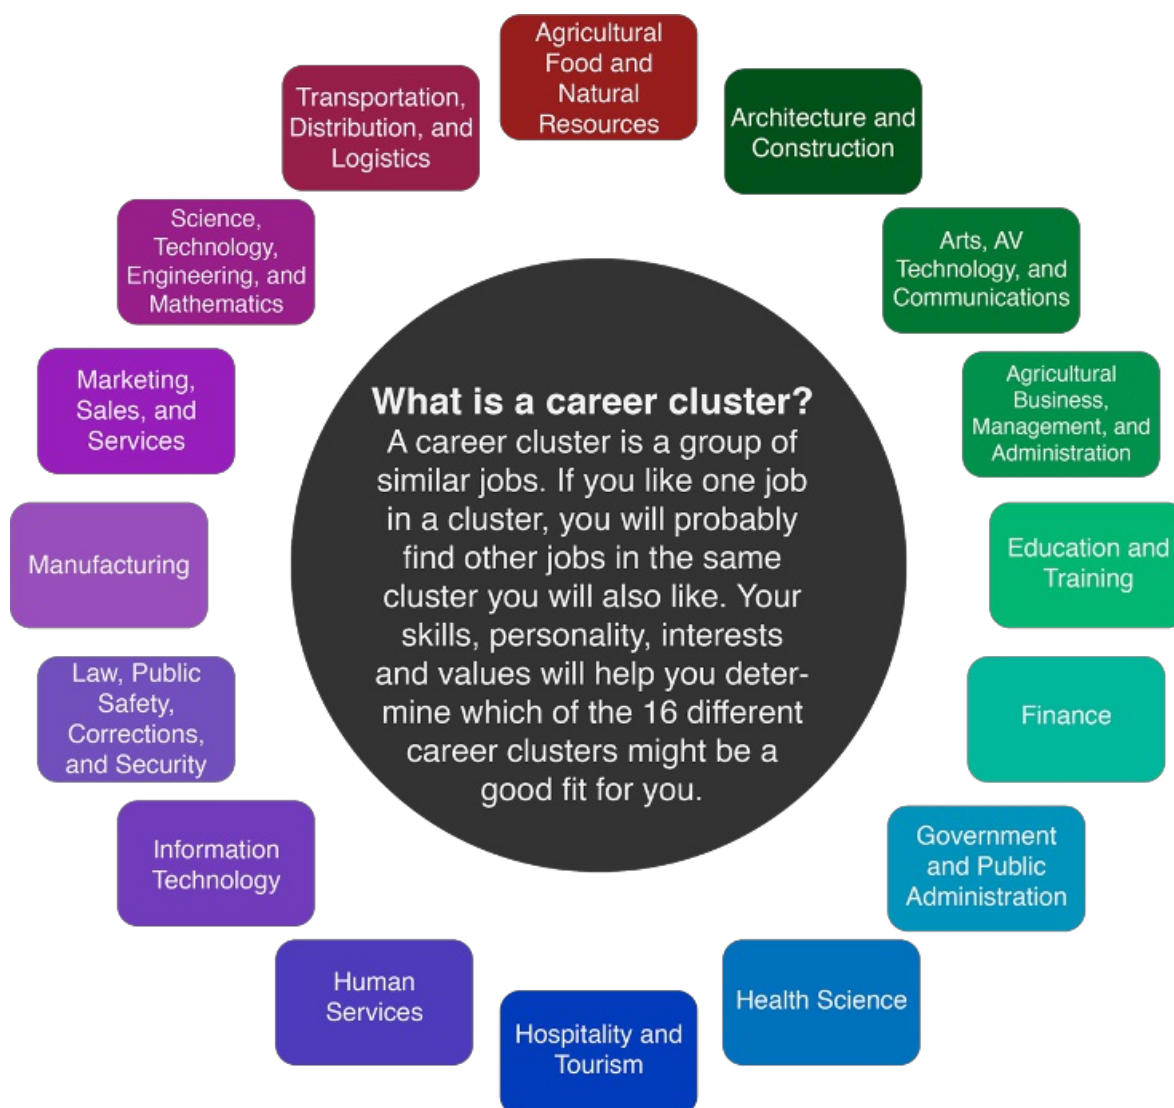 Agricultural
Food and
Natural
Resources
Architecture and
Construction
Arts, AV
Technology, and
Communications
Agricultural
Business,
Management, and
Administration
Education and
Training
Finance
Government
and Public
Administration
Health Science
Hospitality and
Tourism
Human
Services
Information
Technology
Law, Public
Safety,
Corrections,
and Security
Manufacturing
Marketing,
Sales, and
Services
Science,
Technology,
Engineering, and
Mathematics
Transportation,
Distribution, and
Logistics
What is a career cluster?
A career cluster is a group of
similar jobs. If you like one job
in a cluster, you will probably
find other jobs in the same
cluster you will also like. Your
skills, personality, interests
and values will help you deter-
mine which of the 16 different
career clusters might be a
good fit for you.